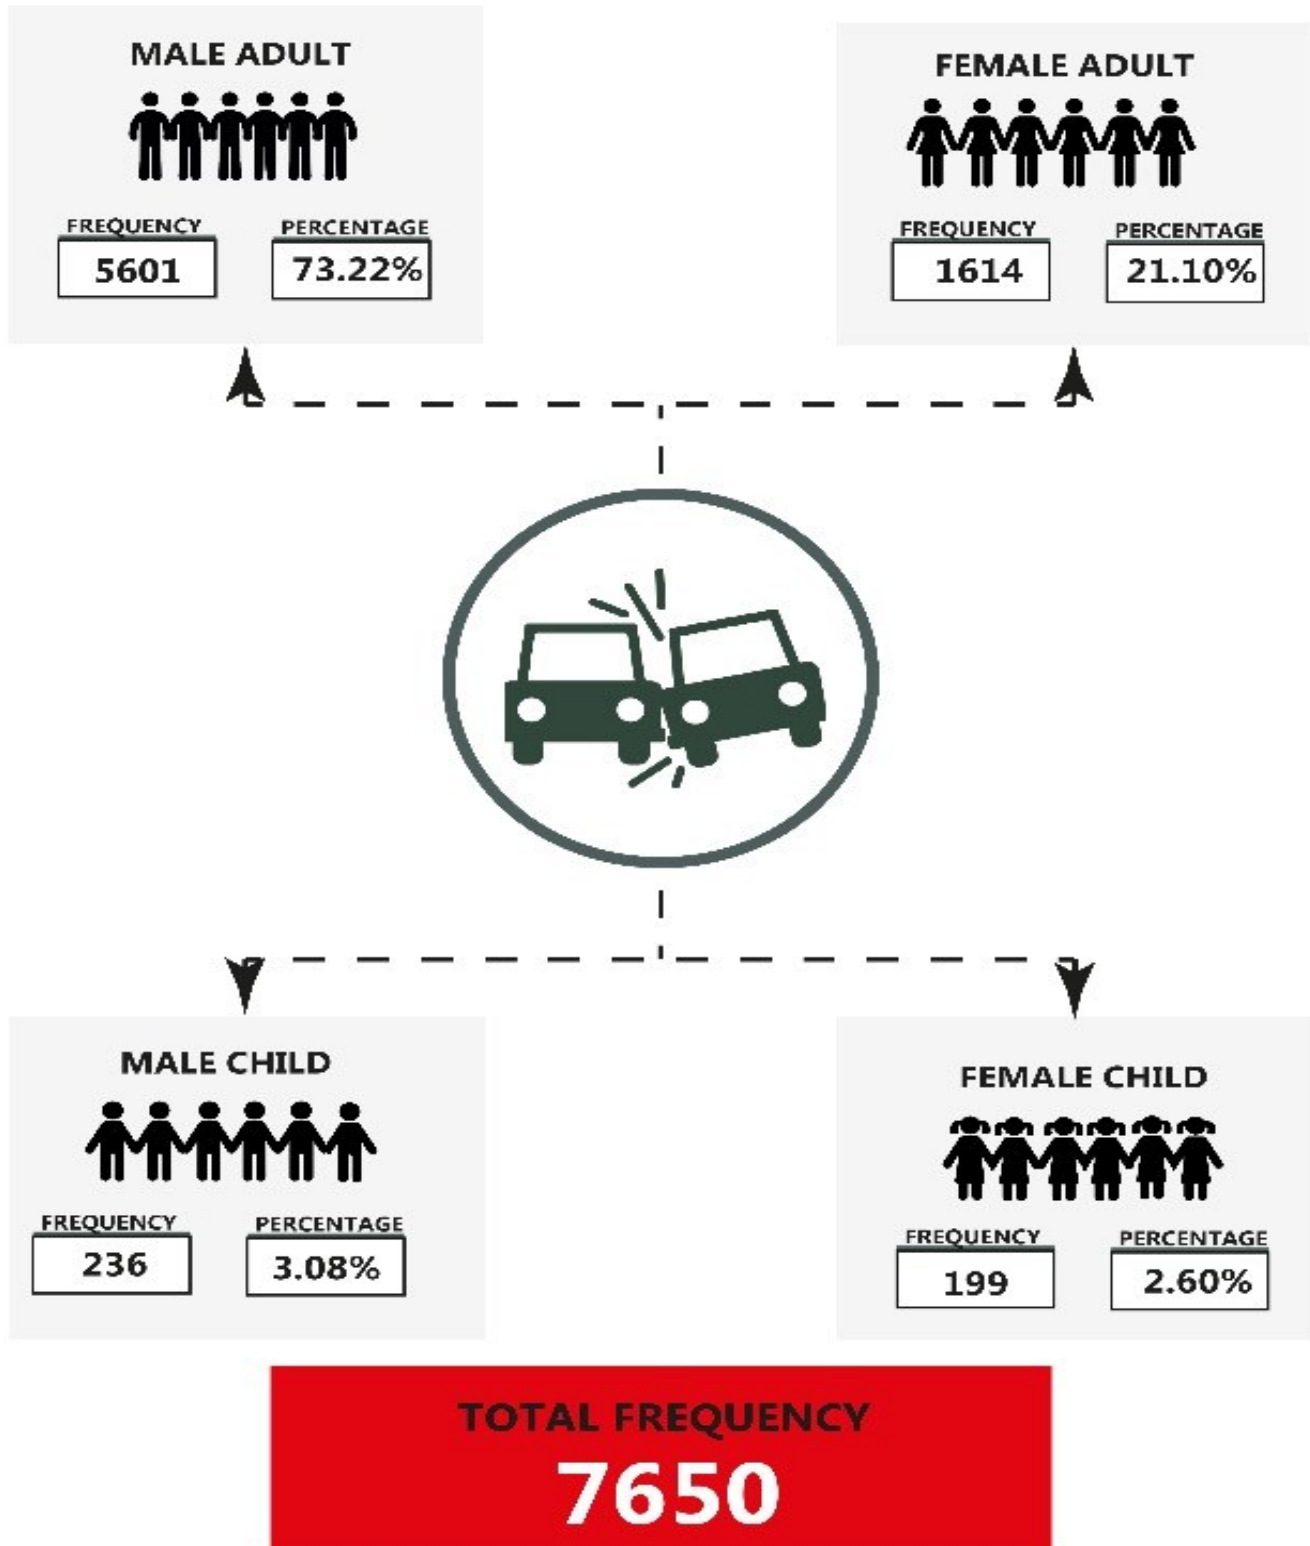 MALE ADULT
FREQUENCY PERCENTAGE
5601 73.22%
FEMALE ADULT
FREQUENCY PERCENTAGE
1614 21.10%
MALE CHILD
FREQUENCY PERCENTAGE
236 3.08%
FEMALE CHILD
FREQUENCY PERCENTAGE
199 2.60%
TOTAL FREQUENCY
7650